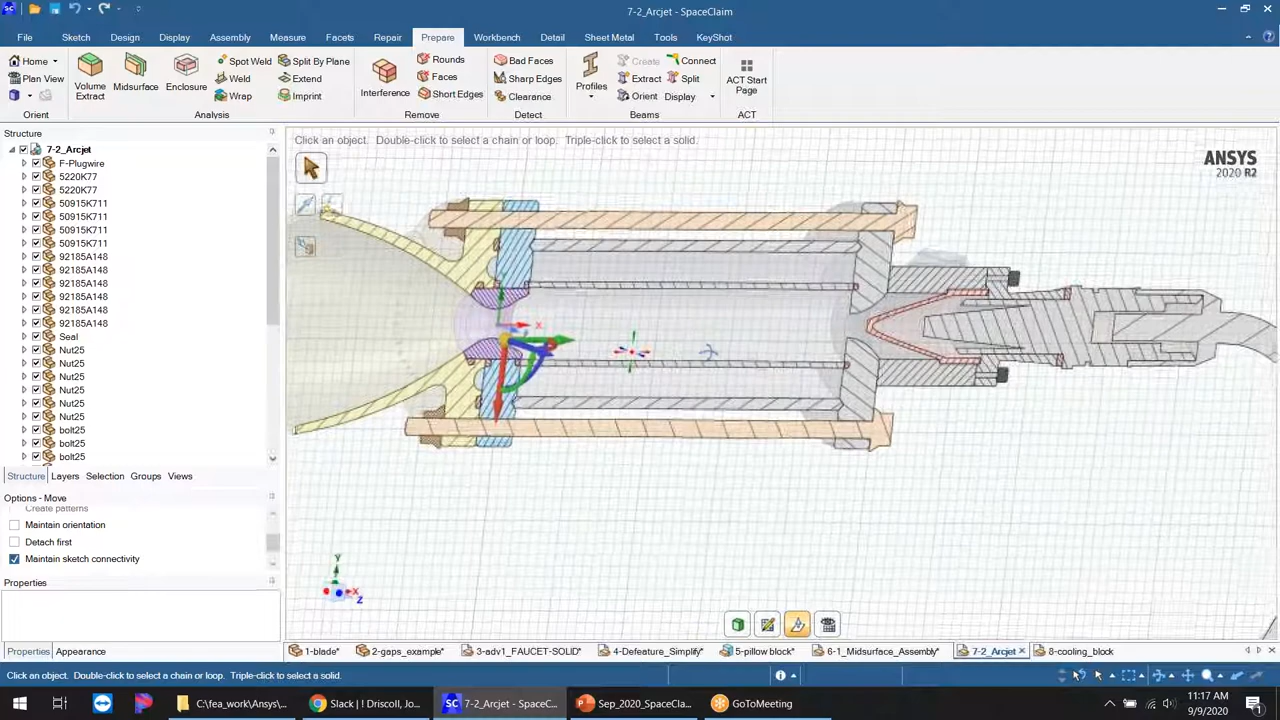 7-2_Arcjet - SpaceClaim
File Sketch Design Display Assembly Measure Facets Repair Prepare Workbench Detail Sheet Metal Tools KeyShot
Home
Plan View
Orient
Volume Extract
Midsurface
Enclosure
Spot Weld
Weld
Wrap
Split By Plane
Extend
Imprint
Analysis
Interference
Rounds
Faces
Short Edges
Remove
Bad Faces
Sharp Edges
Clearance
Detect
Profiles
Create
Extract
Orient
Connect
Split
Display
Beams
ACT Start Page
ACT
Structure
7-2_Arcjet
F-Plugwire
5220K77
5220K77
50915K711
50915K711
50915K711
50915K711
92185A148
92185A148
92185A148
92185A148
92185A148
92185A148
Seal
Nut25
Nut25
Nut25
Nut25
Nut25
Nut25
bolt25
bolt25
bolt25
Structure Layers Selection Groups Views
Options - Move
Create patterns
Maintain orientation
Detach first
Maintain sketch connectivity
Properties
Properties Appearance
Click an object. Double-click to select a chain or loop. Triple-click to select a solid.
ANSYS
2020 R2
X
Y
X
Z
1-blade* 2-gaps_example* 3-adv1_FAUCET-SOLID* 4-Defeature_Simplify* 5-pillow block* 6-1_Midsurface_Assembly* 7-2_Arcjet 8-cooling_block
Click an object. Double-click to select a chain or loop. Triple-click to select a solid.
C:\fea_work\Ansys\... Slack | ! Driscoll, Jo... 7-2_Arcjet - SpaceC... Sep_2020_SpaceCla... GoToMeeting
11:17 AM
9/9/2020